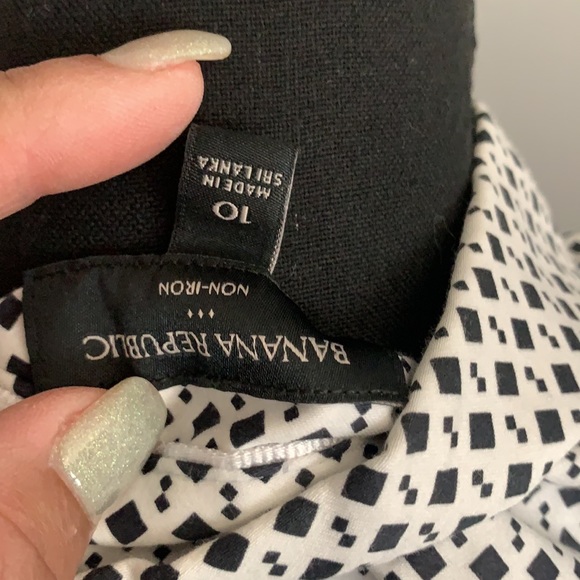 BANANA REPUBLIC
NON-IRON
10
MADE IN
SRI LANKA